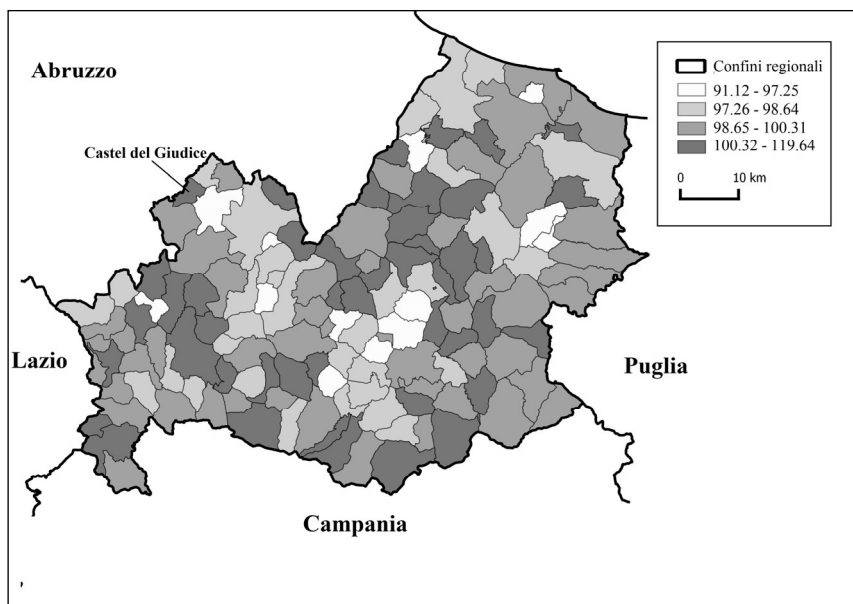 Abruzzo
Confini regionali
91.12 - 97.25
97.26 - 98.64
98.65 - 100.31
100.32 - 119.64
0 10 km
Castel del Giudice
Lazio
Puglia
Campania
,